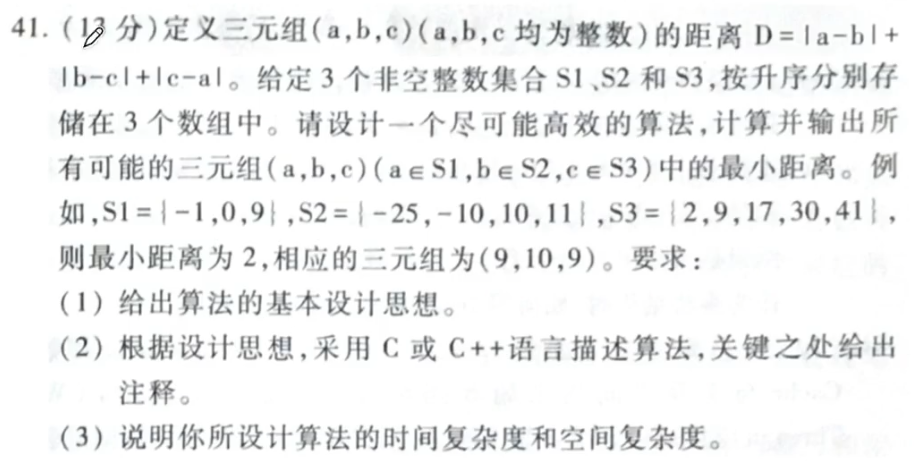 41. (13 分)定义三元组(a,b,c)(a,b,c 均为整数)的距离 D=|a-b|+
|b-c|+|c-a|。给定 3 个非空整数集合 S1、S2 和 S3,按升序分别存
储在 3 个数组中。请设计一个尽可能高效的算法,计算并输出所
有可能的三元组(a,b,c)(a∈S1,b∈S2,c∈S3)中的最小距离。例
如,S1={-1,0,9},S2={-25,-10,10,11},S3={2,9,17,30,41},
则最小距离为 2,相应的三元组为(9,10,9)。要求:
(1) 给出算法的基本设计思想。
(2) 根据设计思想,采用 C 或 C++语言描述算法,关键之处给出
注释。
(3) 说明你所设计算法的时间复杂度和空间复杂度。